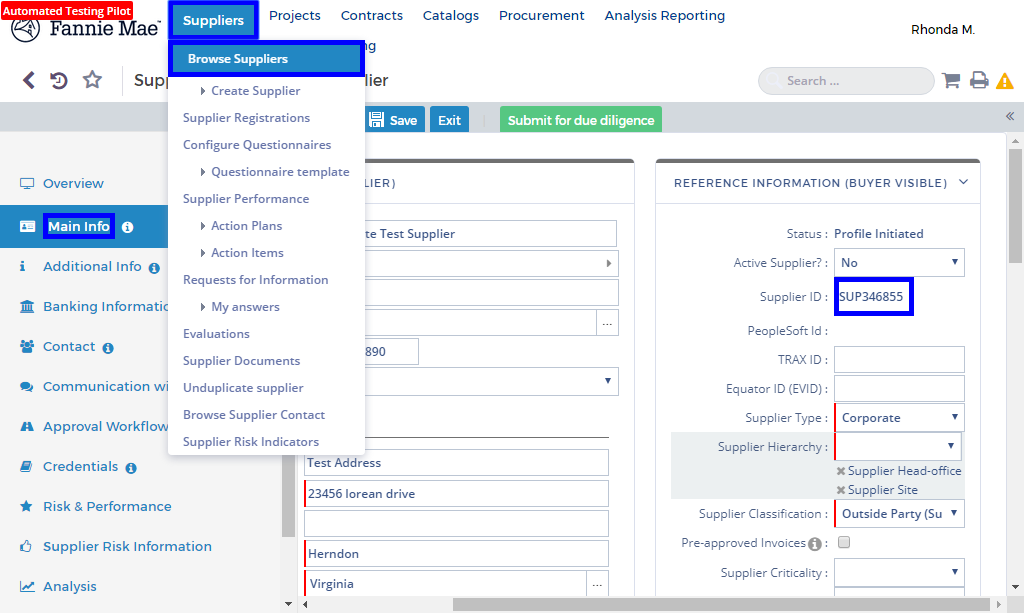 Automated Testing Pilot
Fannie Mae
Suppliers
Projects
Contracts
Catalogs
Procurement
Analysis Reporting
ng
Rhonda M.
Browse Suppliers
Create Supplier
Supplier Registrations
Configure Questionnaires
Questionnaire template
Supplier Performance
Action Plans
Action Items
Requests for Information
My answers
Evaluations
Supplier Documents
Unduplicate supplier
Browse Supplier Contact
Supplier Risk Indicators
Supp
lier
Search ...
Save
Exit
Submit for due diligence
Overview
Main Info
Additional Info
Banking Informatio
Contact
Communication wi
Approval Workflow
Credentials
Risk & Performance
Supplier Risk Information
Analysis
LIER)
te Test Supplier
...
890
Test Address
23456 lorean drive
Herndon
Virginia
...
REFERENCE INFORMATION (BUYER VISIBLE)
Status : Profile Initiated
Active Supplier? : No
Supplier ID : SUP346855
PeopleSoft Id :
TRAX ID :
Equator ID (EVID) :
Supplier Type : Corporate
Supplier Hierarchy :
Supplier Head-office
Supplier Site
Supplier Classification : Outside Party (Su
Pre-approved Invoices :
Supplier Criticality :